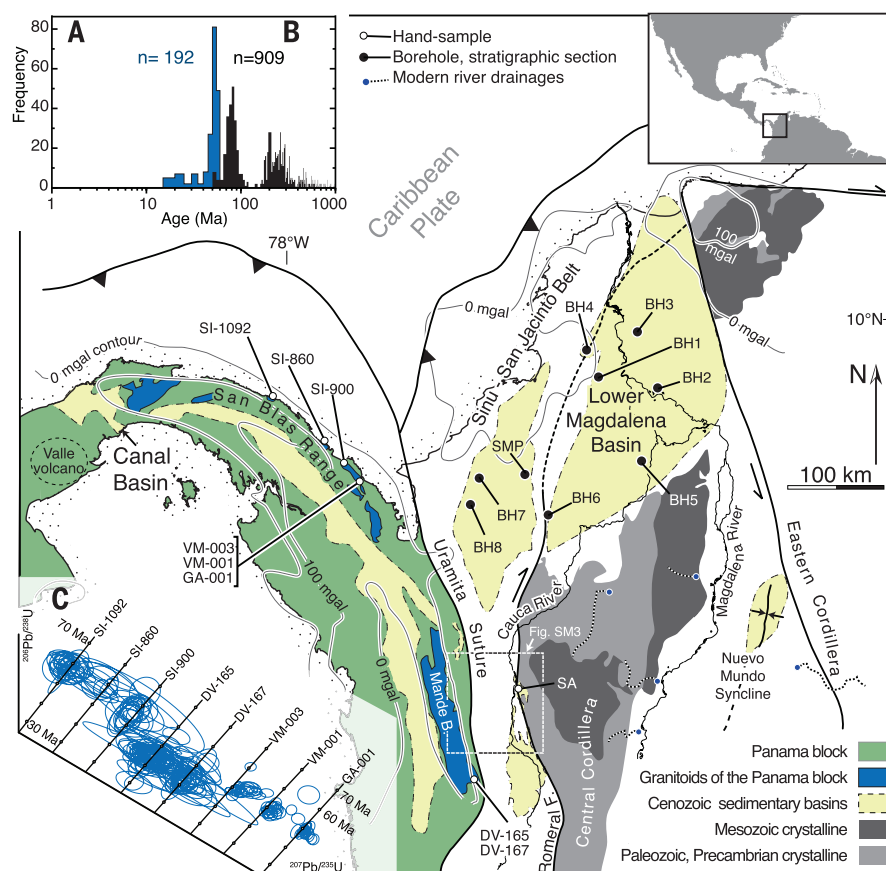 A
B
80
60
40
20
0
Frequency
n= 192
n=909
1
10
100
1000
Age (Ma)
Hand-sample
Borehole, stratigraphic section
Modern river drainages
Caribbean
Plate
78°W
10°N
N
100 km
0 mgal contour
0 mgal
100
mgal
0 mgal
SI-1092
SI-860
SI-900
San Blas Range
Valle
volcano
Canal
Basin
VM-003
VM-001
GA-001
100 mgal
0 mgal
Uramita
Suture
Mande B.
DV-165
DV-167
Sinu
San Jacinto Belt
BH4
BH3
BH1
BH2
Lower
Magdalena
Basin
SMP
BH7
BH8
BH6
BH5
Cauca River
Magdalena River
Eastern Cordillera
Fig. SM3
SA
Central Cordillera
Romeral F.
Nuevo
Mundo
Syncline
C
206Pb/238U
207Pb/235U
70 Ma
30 Ma
SI-1092
SI-860
SI-900
DV-165
DV-167
VM-003
VM-001
GA-001
70 Ma
60 Ma
Panama block
Granitoids of the Panama block
Cenozoic sedimentary basins
Mesozoic crystalline
Paleozoic, Precambrian crystalline